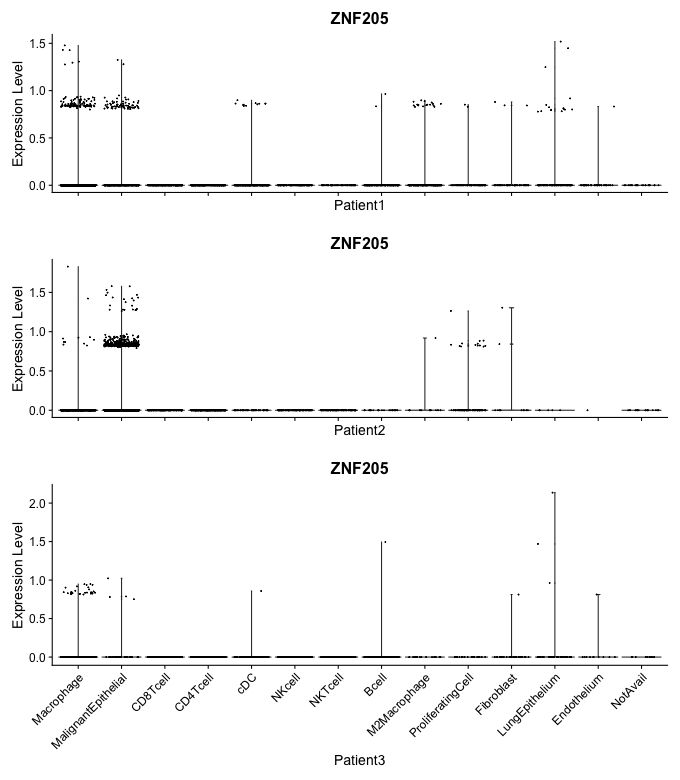 ZNF205
Expression Level
1.5
1.0
0.5
0.0
Patient1
ZNF205
Expression Level
1.5
1.0
0.5
0.0
Patient2
ZNF205
Expression Level
2.0
1.5
1.0
0.5
0.0
Macrophage
MalignantEpithelial
CD8Tcell
CD4Tcell
cDC
NKcell
NKTcell
Bcell
M2Macrophage
ProliferatingCell
Fibroblast
LungEpithelium
Endothelium
NotAvail
Patient3